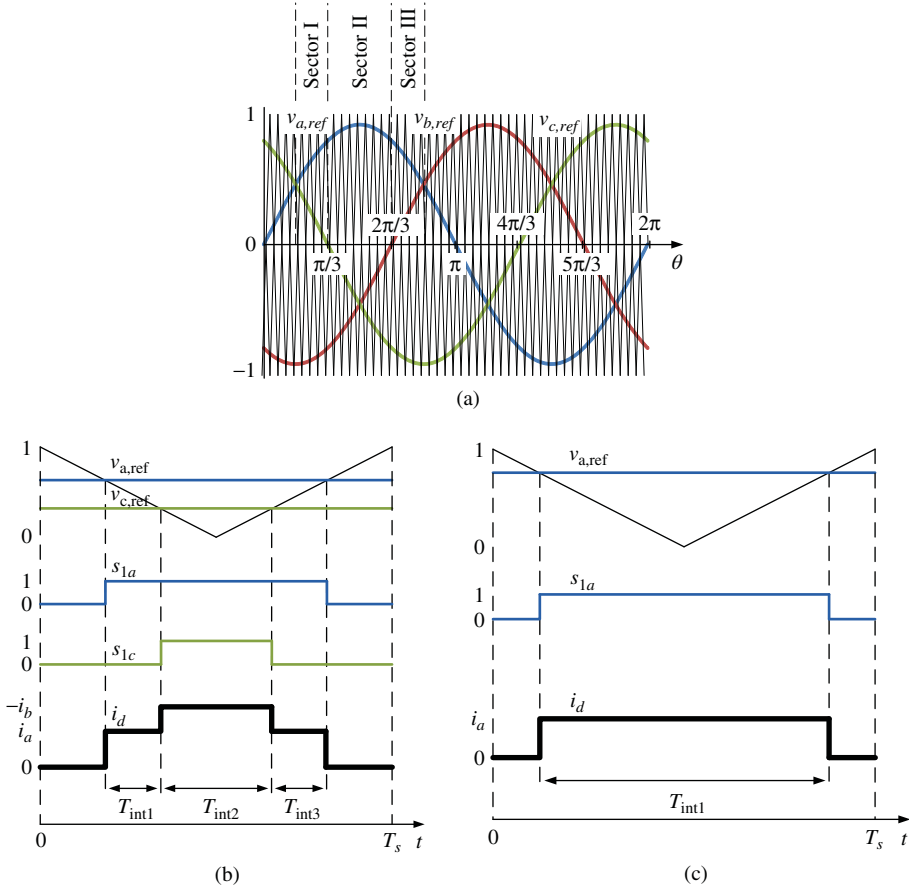 Sector I
Sector II
Sector III
1
v_{a,ref}
v_{b,ref}
v_{c,ref}
2π/3
4π/3
2π
0
π/3
π
5π/3
θ
−1
(a)
1
v_{a,ref}
v_{c,ref}
0
s_{1a}
1
0
s_{1c}
1
0
−i_b
i_a
i_d
0
T_{int1}
T_{int2}
T_{int3}
0
T_s
t
(b)
1
v_{a,ref}
0
s_{1a}
1
0
i_a
i_d
0
T_{int1}
0
T_s
t
(c)